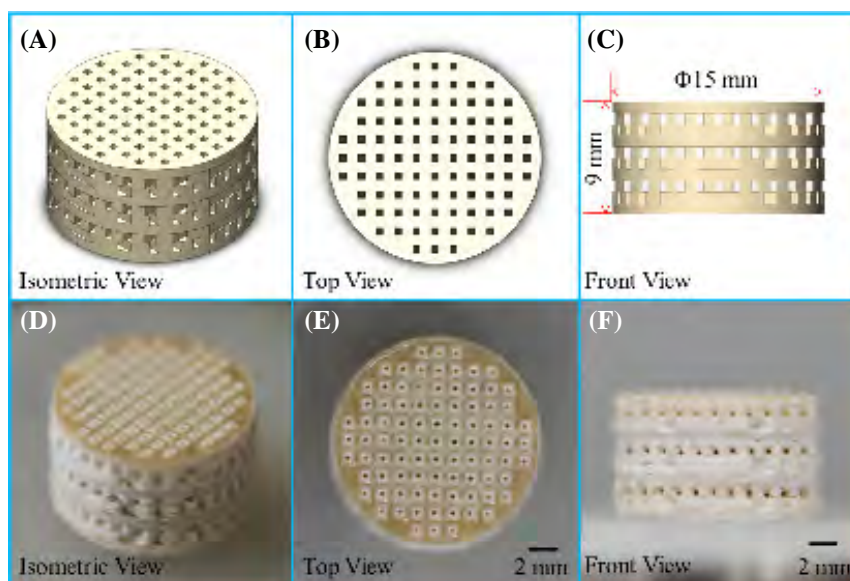 (A)
(B)
(C)
Φ15 mm
9 mm
Isometric View
Top View
Front View
(D)
(E)
(F)
Isometric View
Top View
2 mm
Front View
2 mm